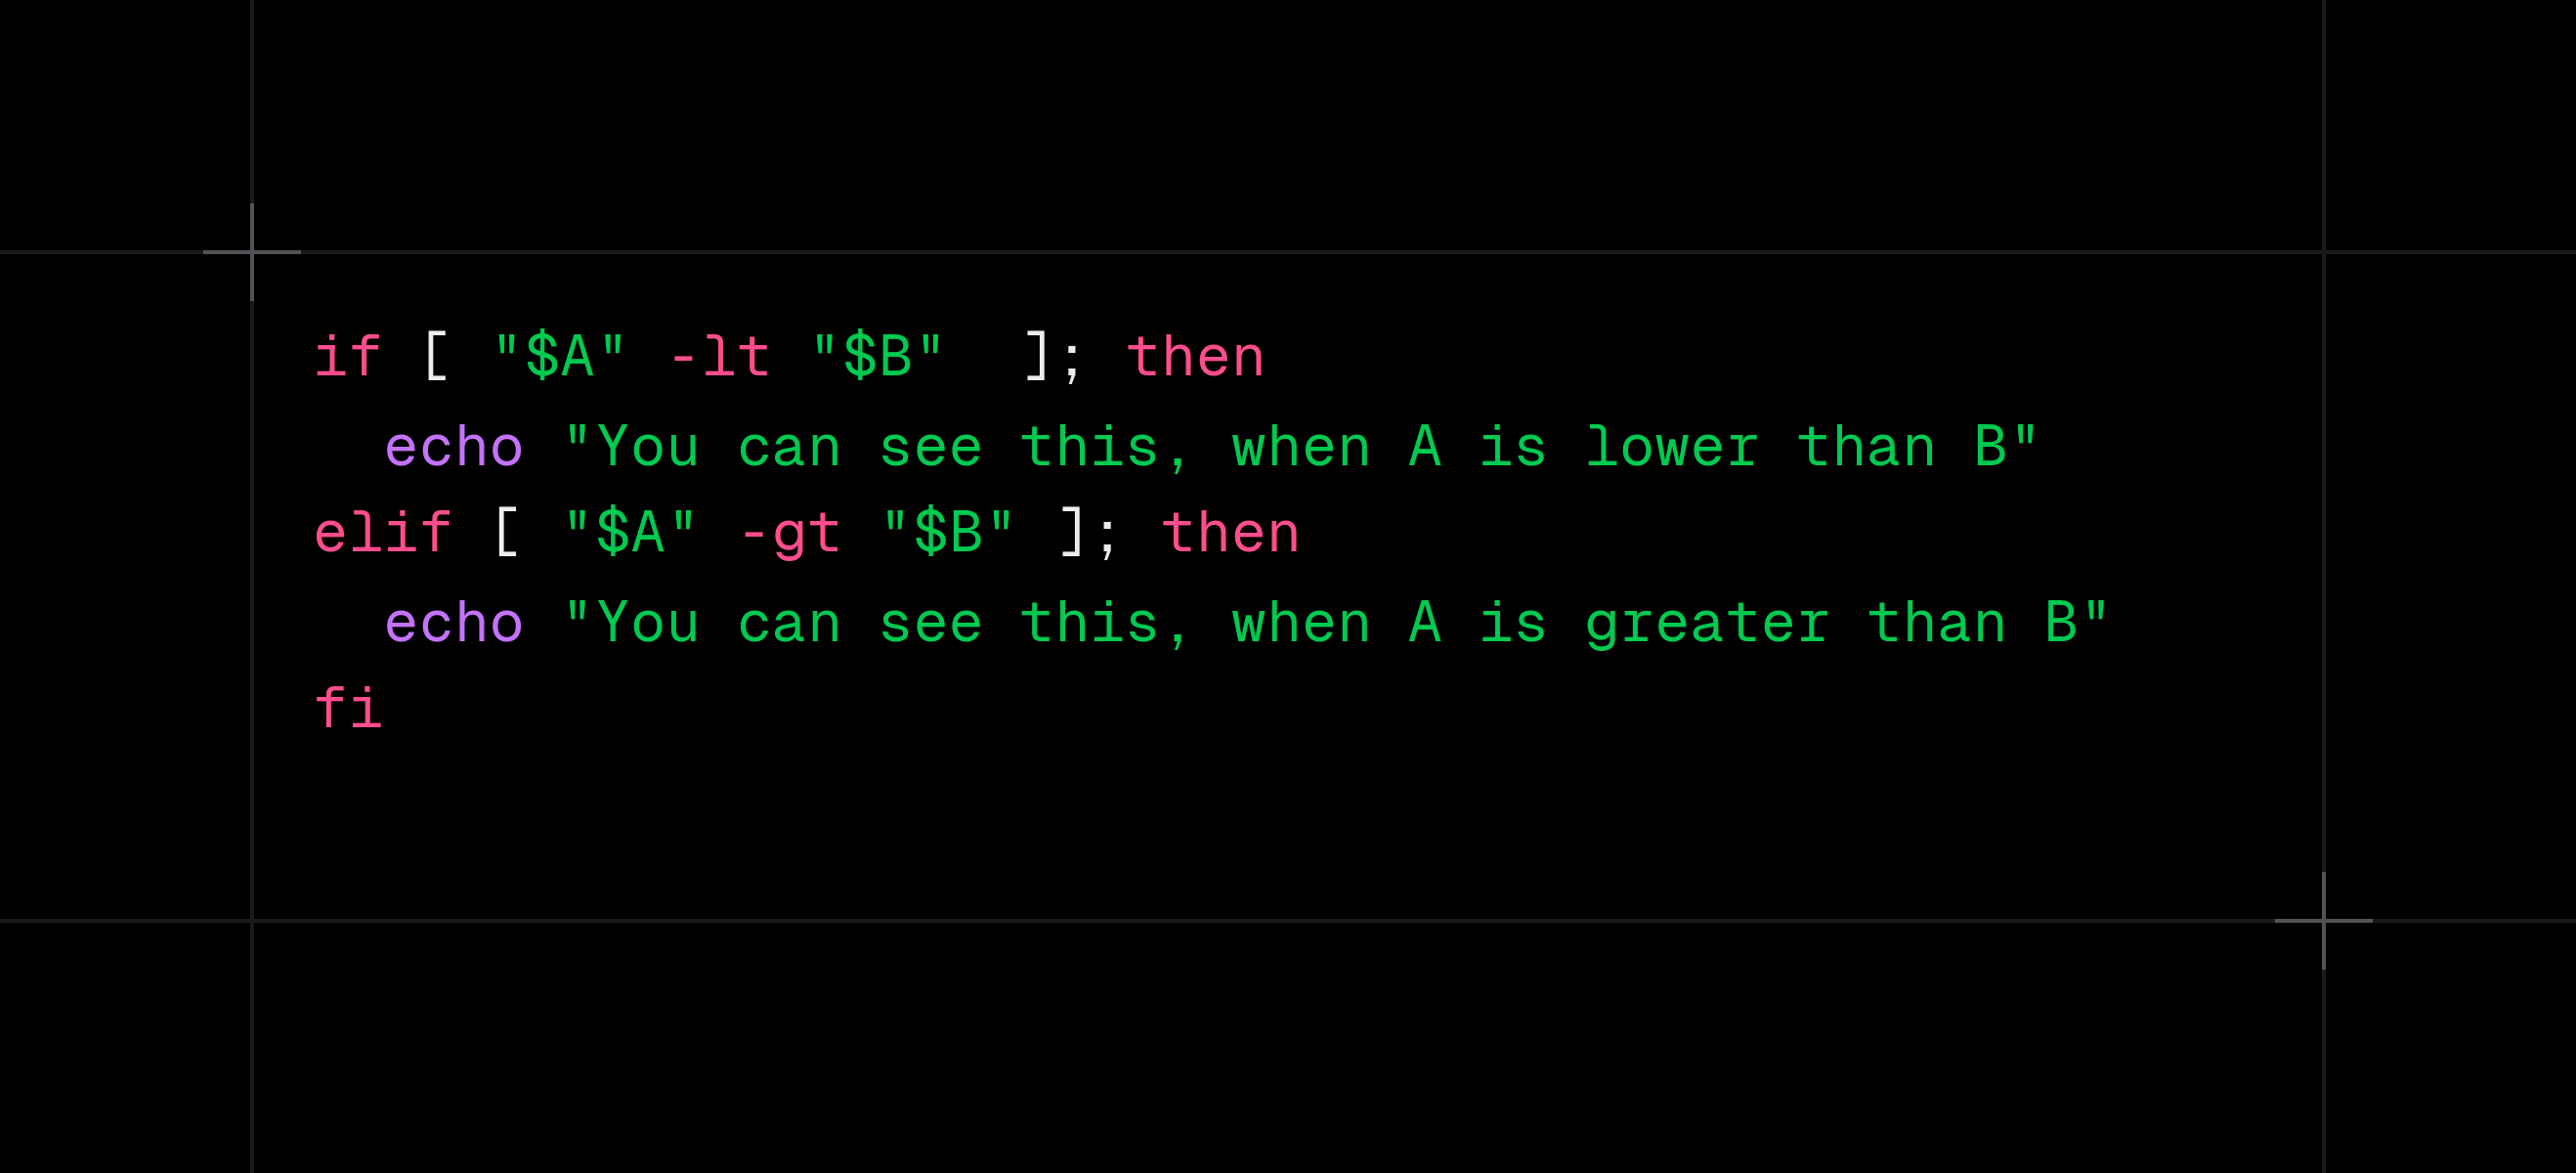 if [ "$A" -lt "$B"  ]; then
  echo "You can see this, when A is lower than B"
elif [ "$A" -gt "$B" ]; then
  echo "You can see this, when A is greater than B"
fi